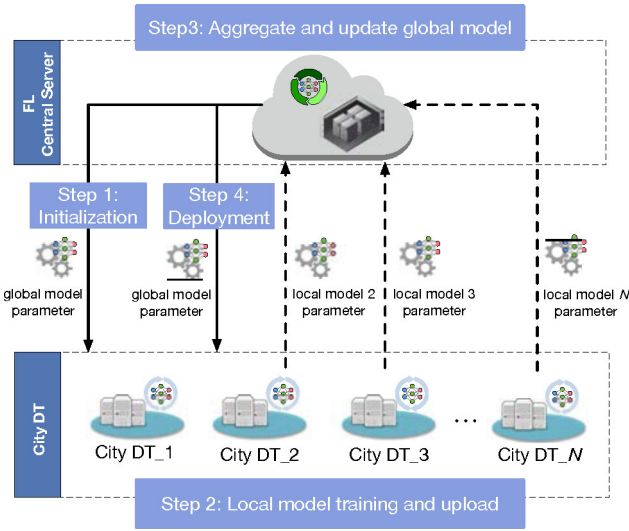 Step3: Aggregate and update global model
FL
Central Server
Step 1:
Initialization
Step 4:
Deployment
global model
parameter
global model
parameter
local model 2
parameter
local model 3
parameter
local model N
parameter
City DT
City DT_1
City DT_2
City DT_3
...
City DT_N
Step 2: Local model training and upload